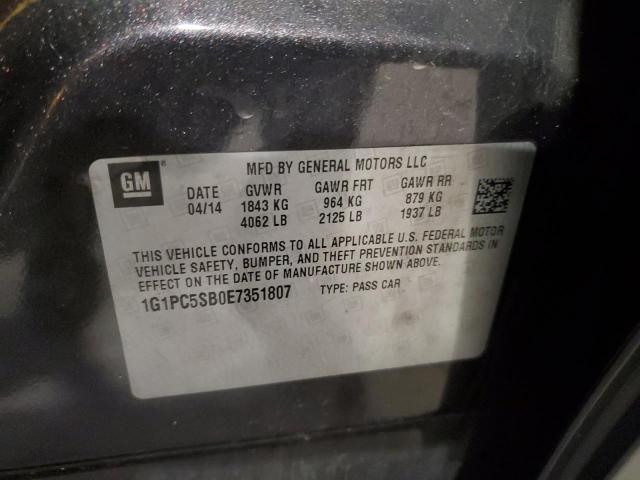 GM ®
MFD BY GENERAL MOTORS LLC
DATE GVWR GAWR FRT GAWR RR
04/14 1843 KG 964 KG 879 KG
4062 LB 2125 LB 1937 LB
THIS VEHICLE CONFORMS TO ALL APPLICABLE U.S. FEDERAL MOTOR
VEHICLE SAFETY, BUMPER, AND THEFT PREVENTION STANDARDS IN
EFFECT ON THE DATE OF MANUFACTURE SHOWN ABOVE.
1G1PC5SB0E7351807 TYPE: PASS CAR